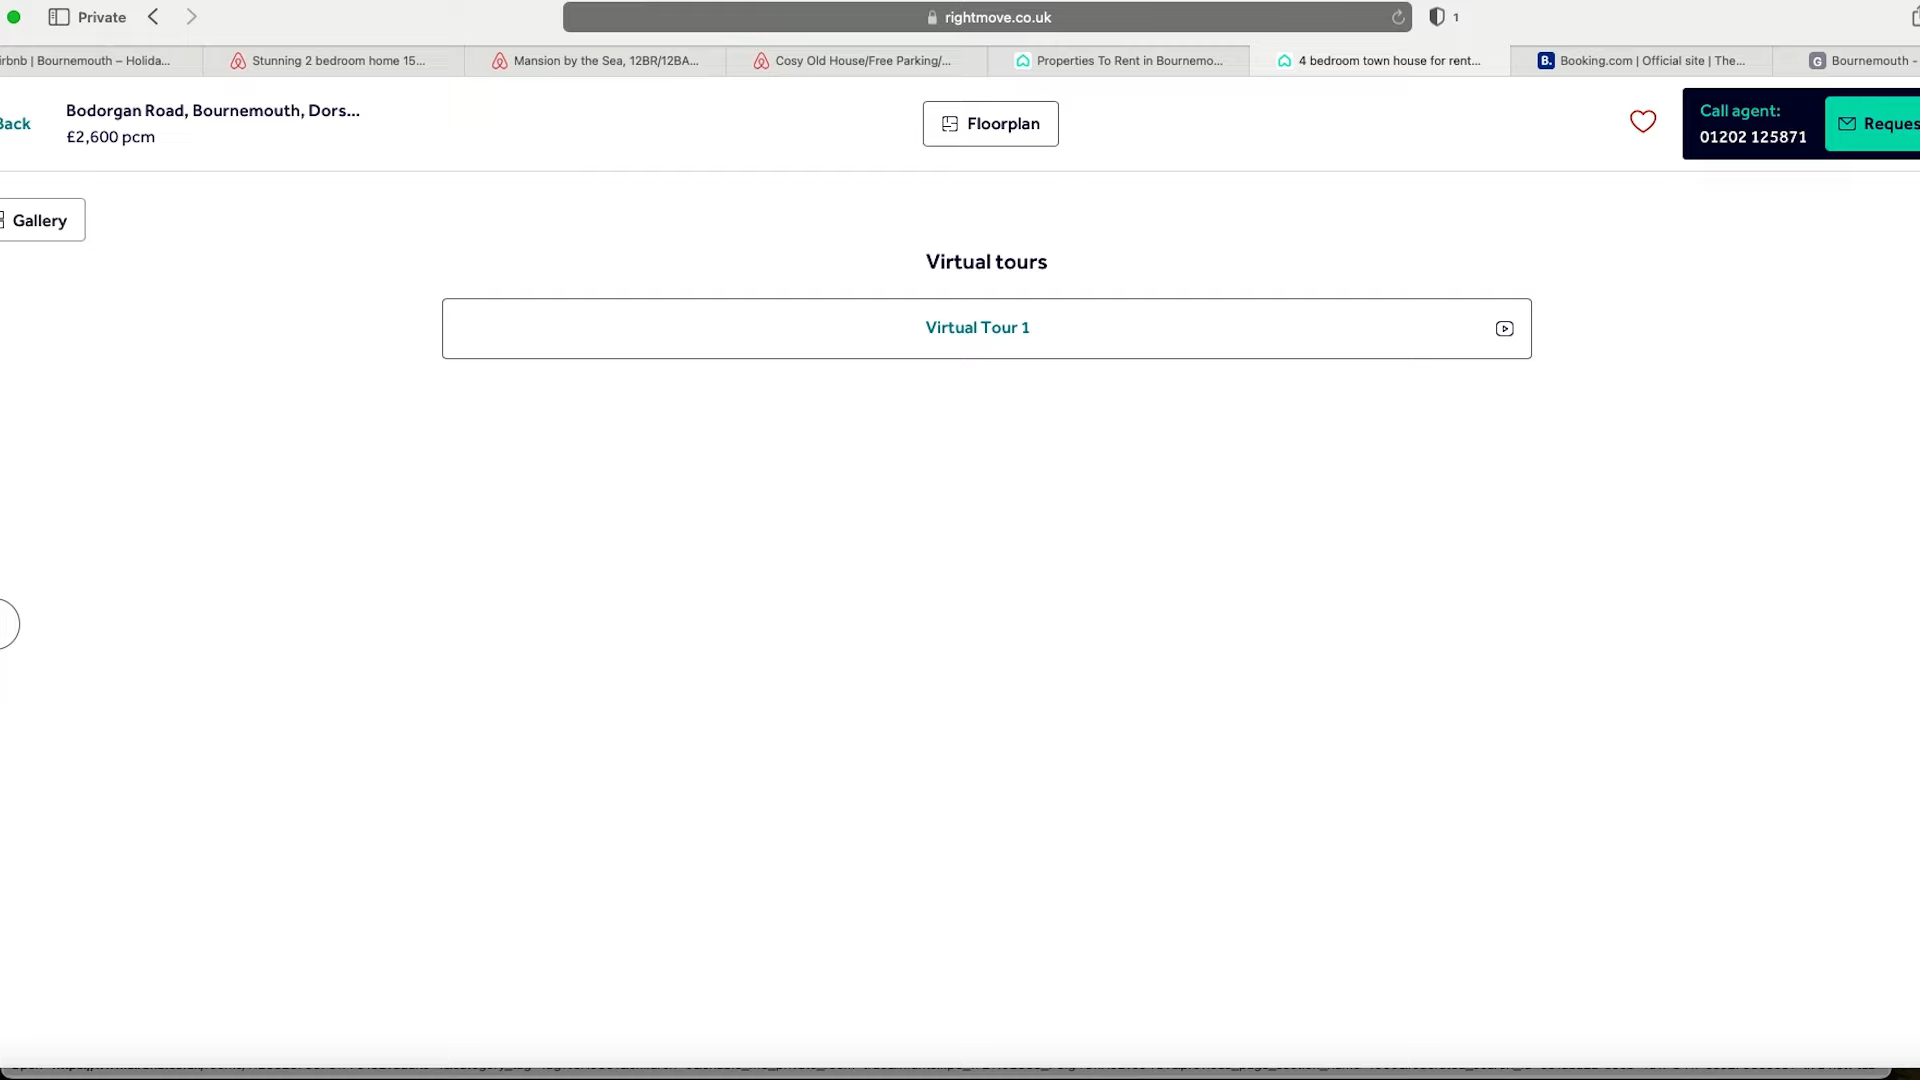 Private
rightmove.co.uk
1
irbnb | Bournemouth – Holida...
Stunning 2 bedroom home 15...
Mansion by the Sea, 12BR/12BA...
Cosy Old House/Free Parking/...
Properties To Rent in Bournemo...
4 bedroom town house for rent...
B. Booking.com | Official site | The...
G Bournemouth -
Back
Bodorgan Road, Bournemouth, Dors...
£2,600 pcm
Floorplan
Call agent:
01202 125871
Reques
Gallery
Virtual tours
Virtual Tour 1